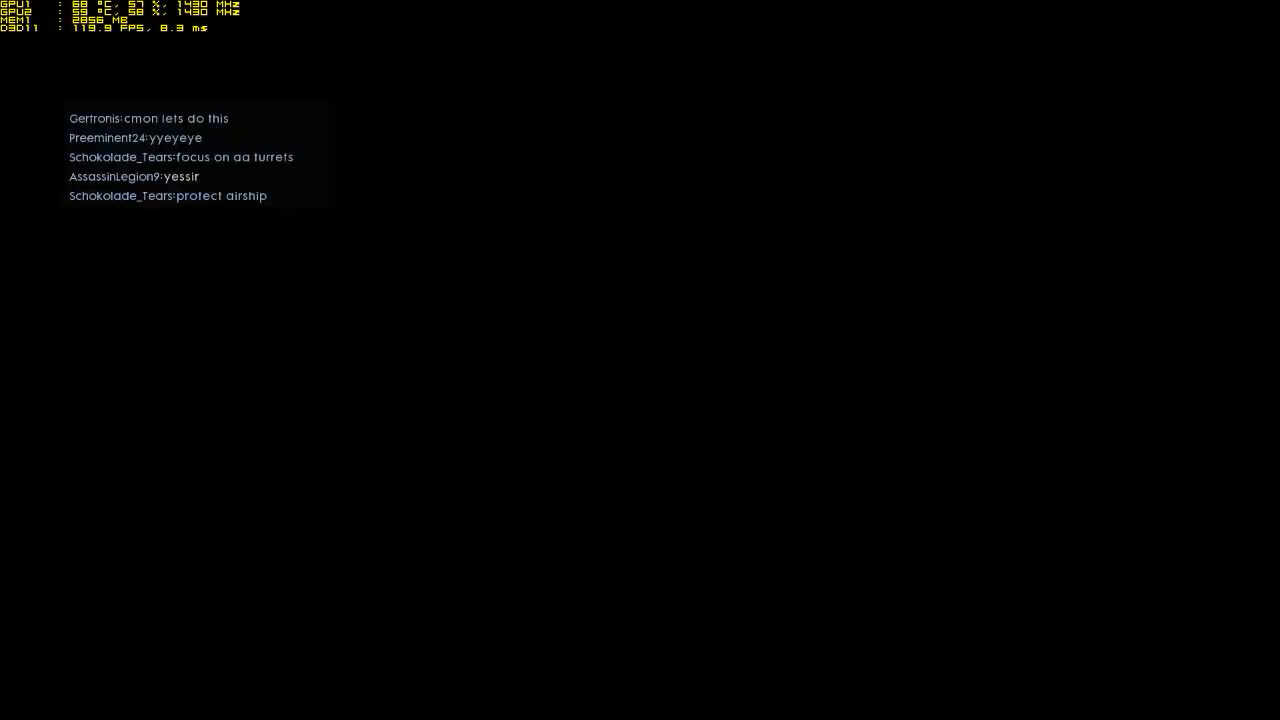 GPU1 : 68 °C, 57 %, 1430 MHz
GPU2 : 59 °C, 58 %, 1430 MHz
MEM1 : 2856 MB
D3D11 : 119.9 FPS, 8.3 ms
Gertronis:cmon lets do this
Preeminent24:yyeyeye
Schokolade_Tears:focus on aa turrets
AssassinLegion9:yessir
Schokolade_Tears:protect airship